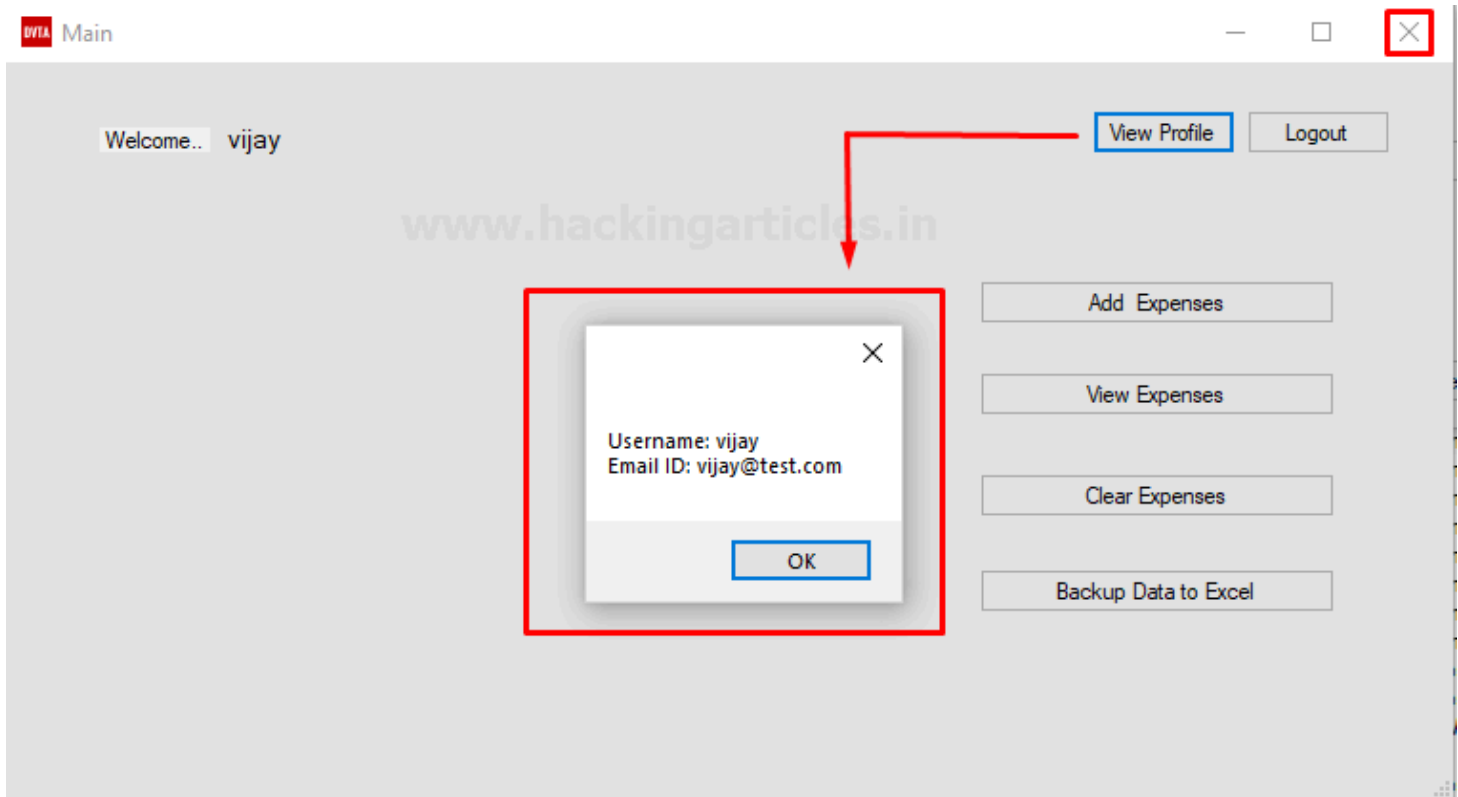 DVTA Main
Welcome.. vijay
View Profile
Logout
www.hackingarticles.in
Add Expenses
View Expenses
Clear Expenses
Backup Data to Excel
Username: vijay
Email ID: vijay@test.com
OK